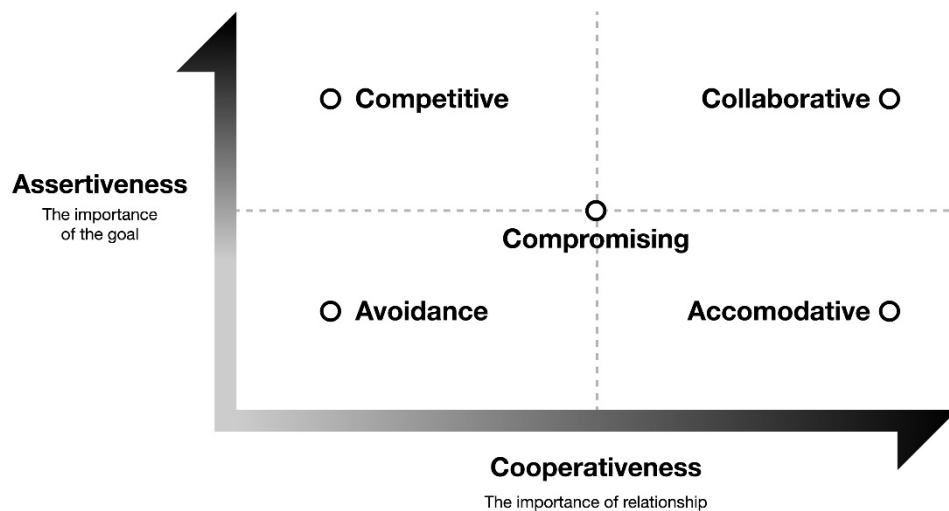 Competitive
Collaborative
Assertiveness
The importance
of the goal
Compromising
Avoidance
Accomodative
Cooperativeness
The importance of relationship